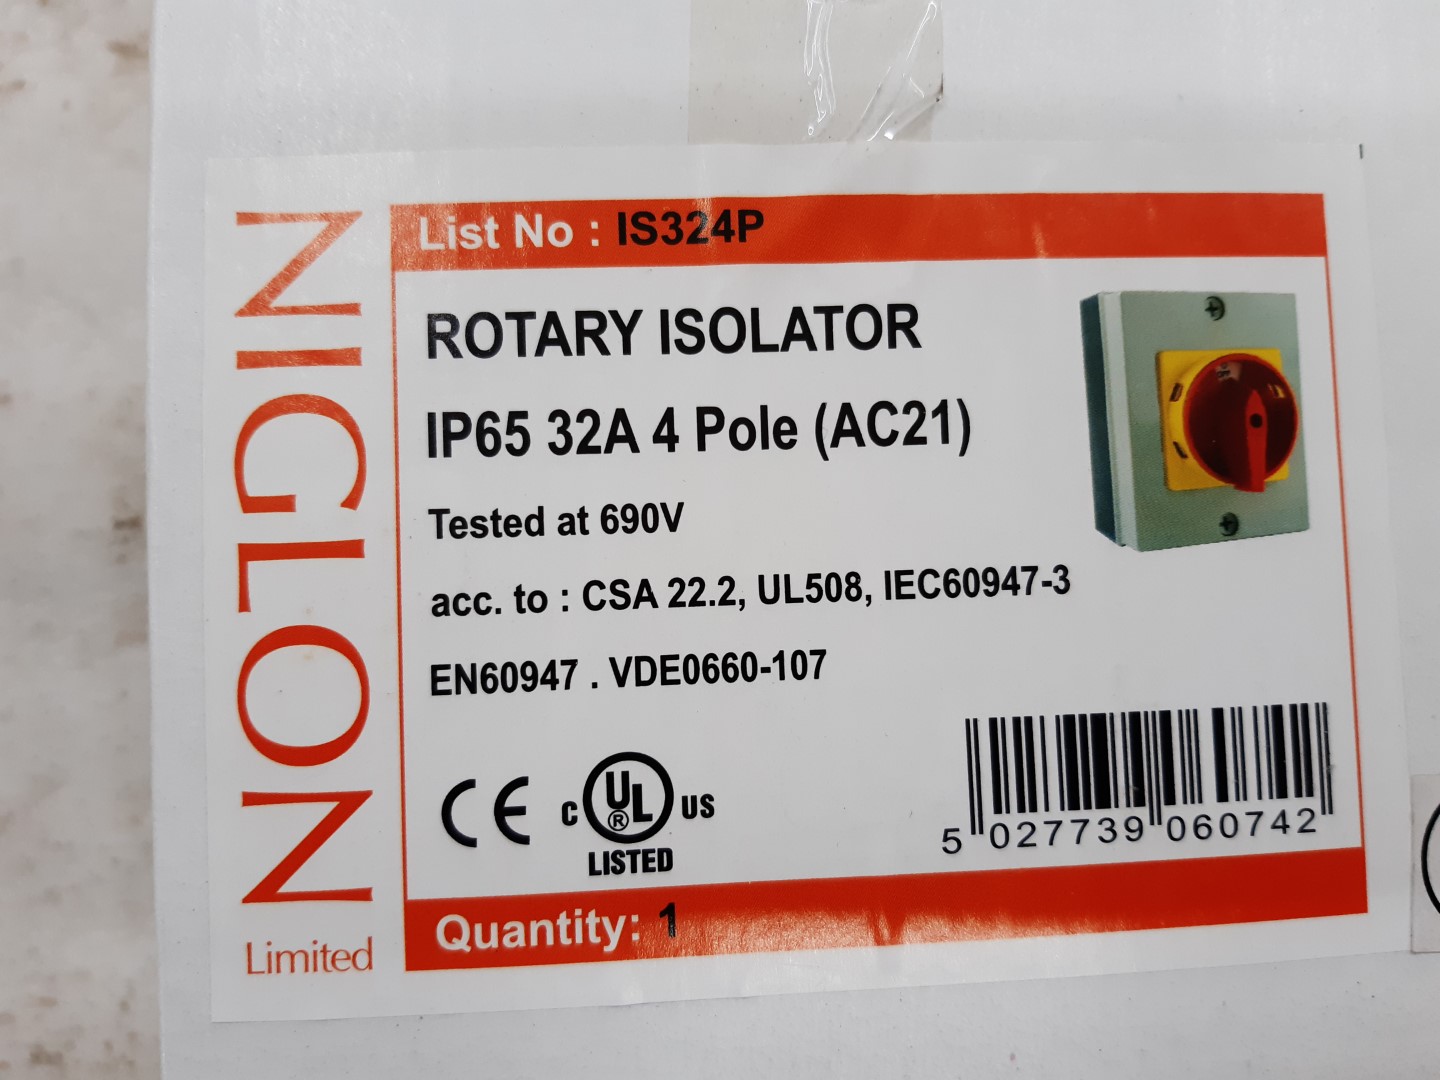 NIGLON
Limited
List No : IS324P
ROTARY ISOLATOR
IP65 32A 4 Pole (AC21)
Tested at 690V
acc. to : CSA 22.2, UL508, IEC60947-3
EN60947 . VDE0660-107
CE
C UL® US
LISTED
5 027739 060742
Quantity: 1